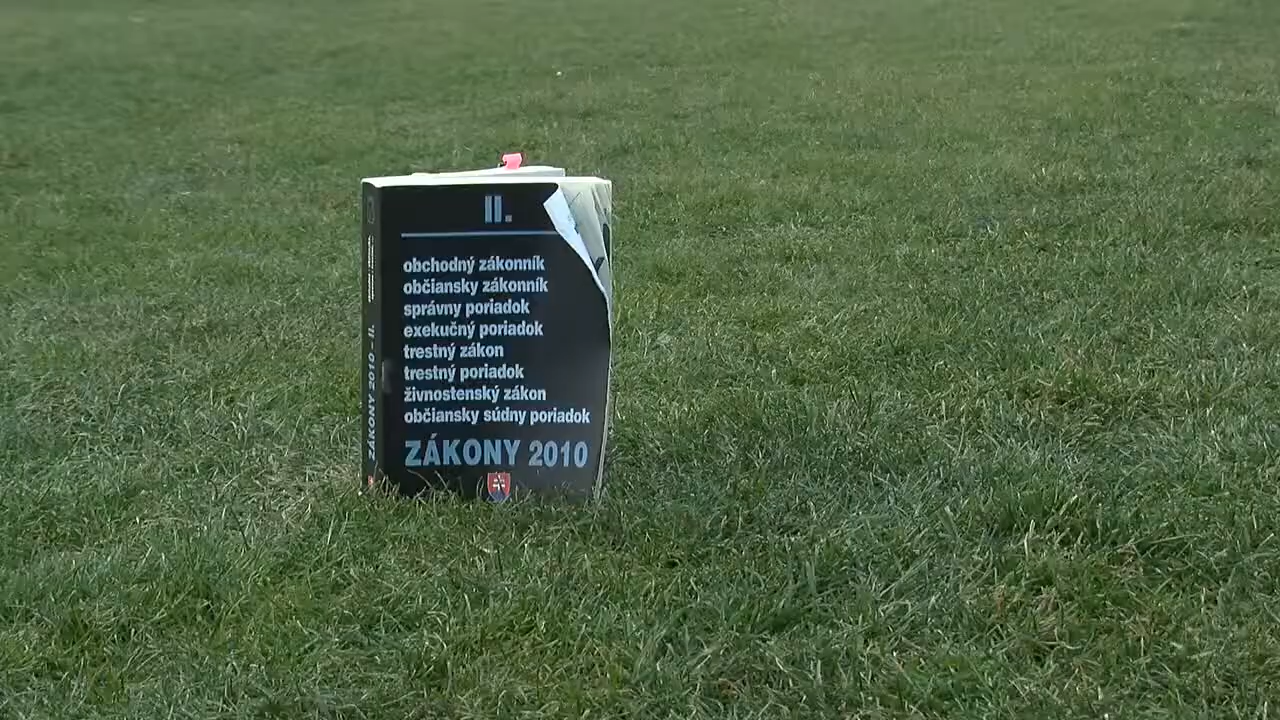 II.
obchodný zákonník
občiansky zákonník
správny poriadok
exekučný poriadok
trestný zákon
trestný poriadok
živnostenský zákon
občiansky súdny poriadok
ZÁKONY 2010
ZÁKONY 2010 - II.